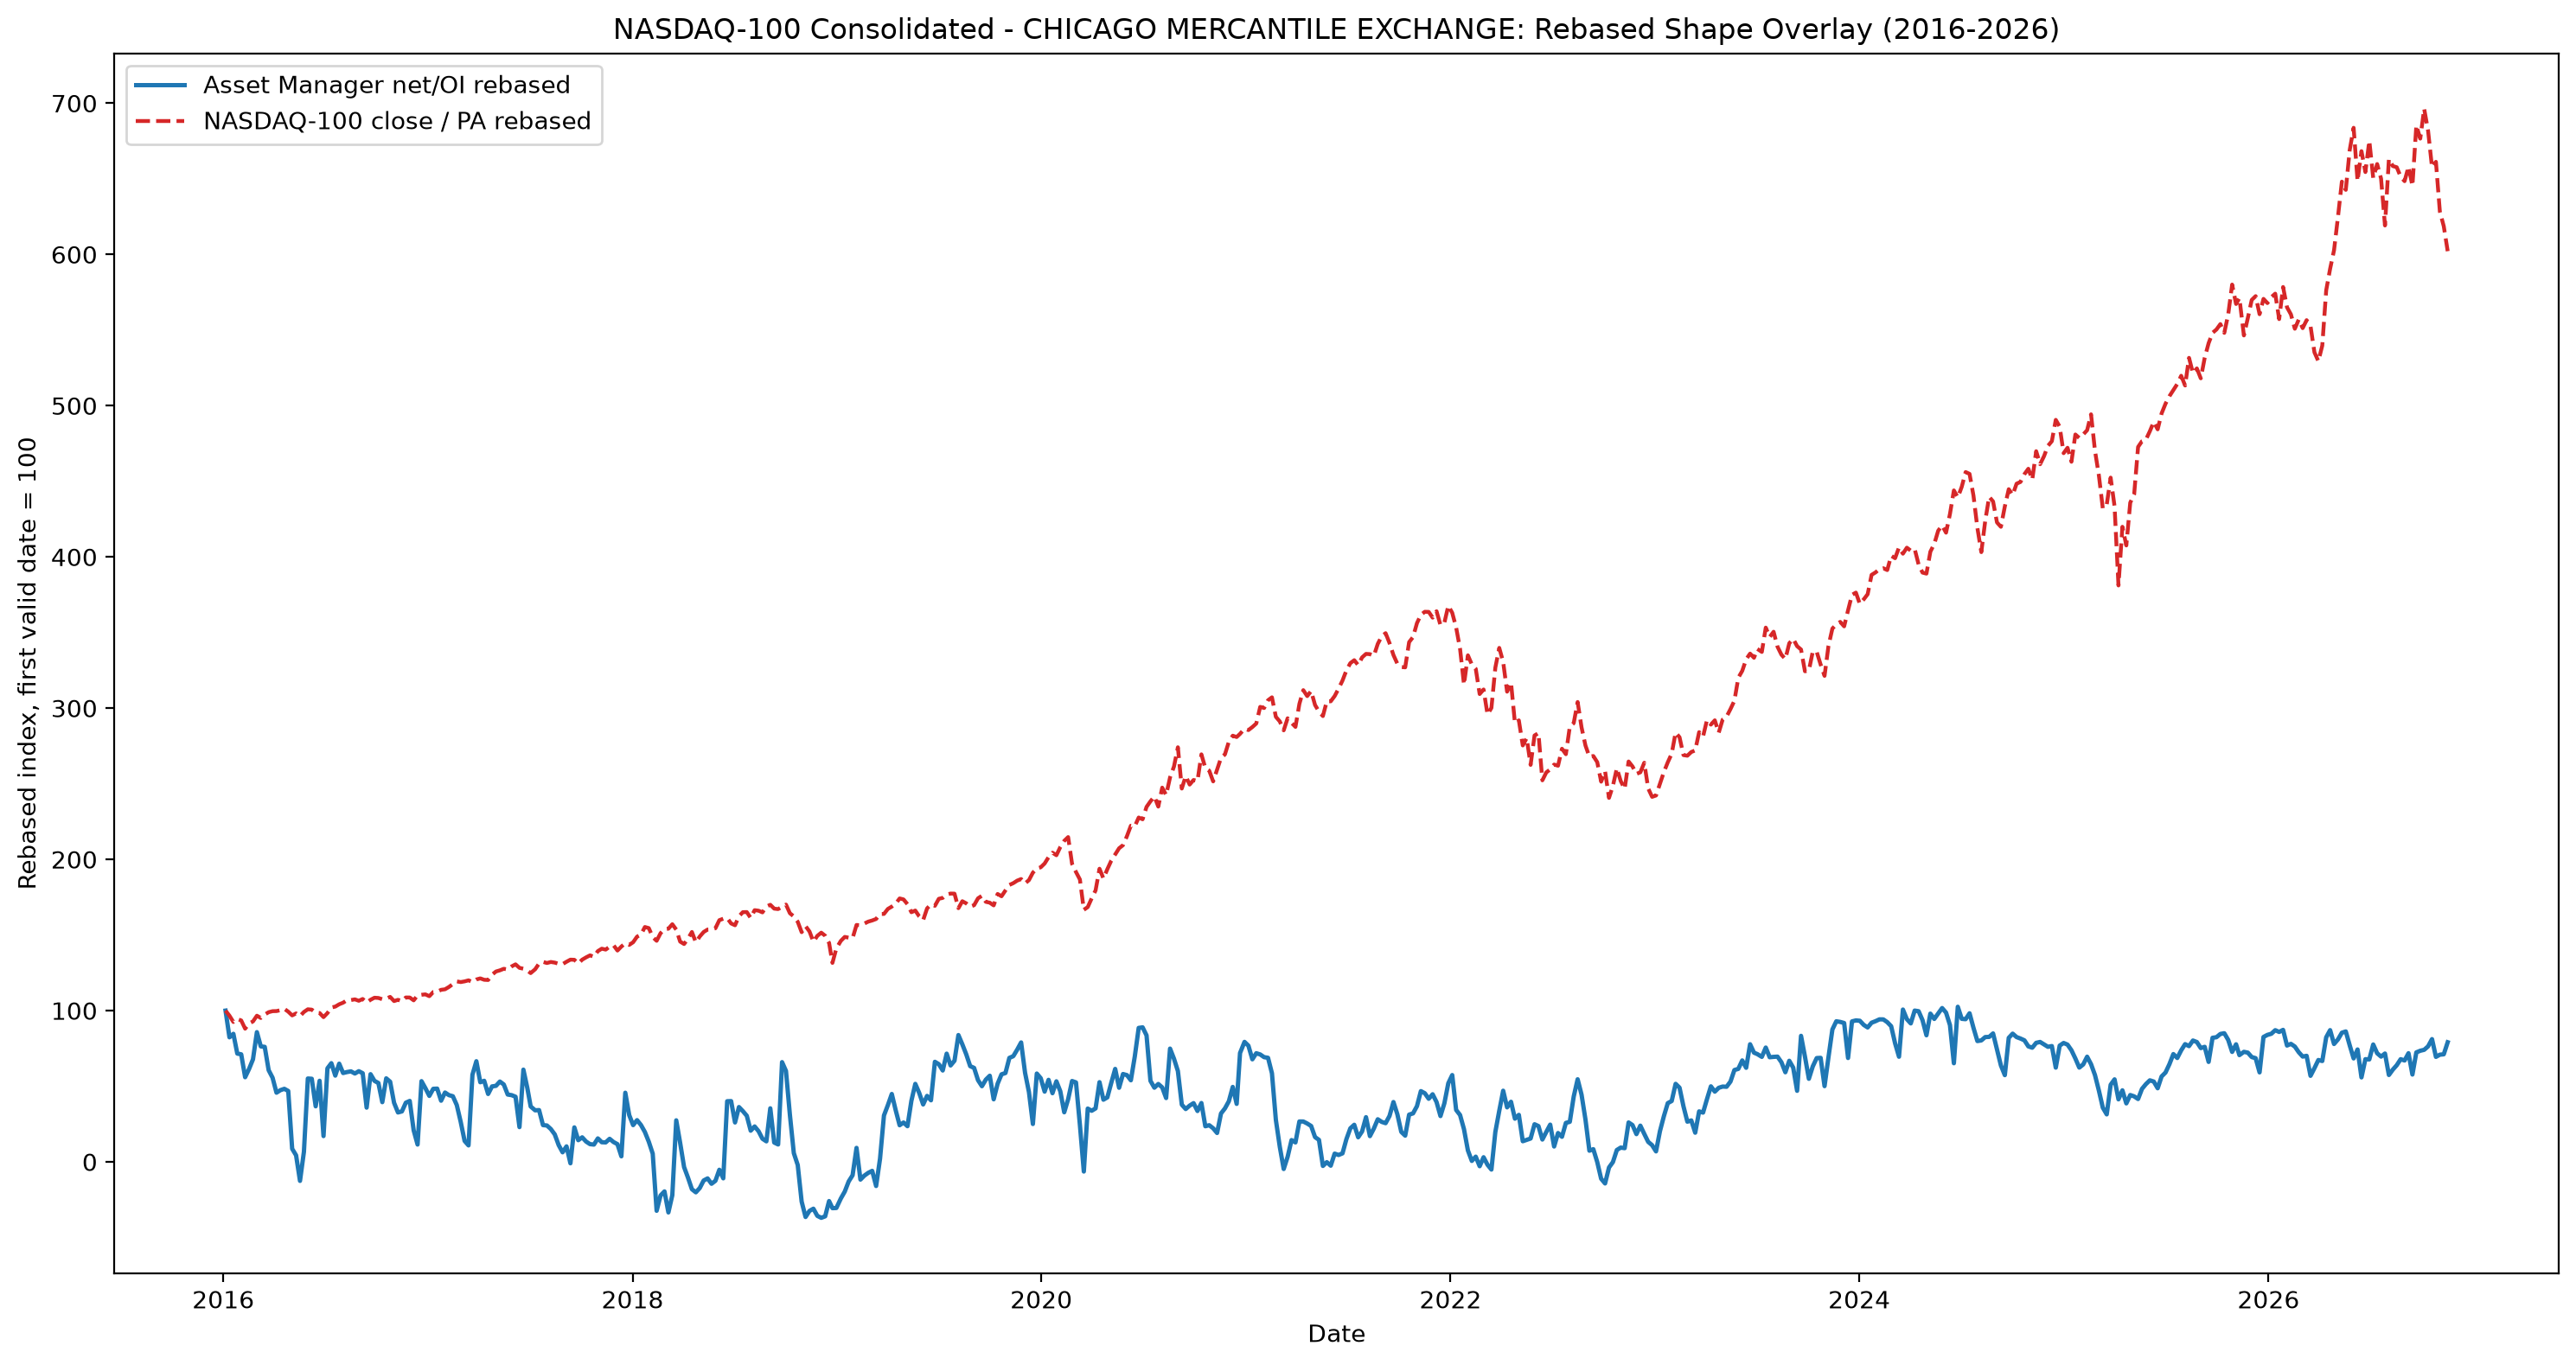 NASDAQ-100 Consolidated - CHICAGO MERCANTILE EXCHANGE: Rebased Shape Overlay (2016-2026)
Asset Manager net/OI rebased
NASDAQ-100 close / PA rebased
Rebased index, first valid date = 100
700
600
500
400
300
200
100
0
2016
2018
2020
2022
2024
2026
Date